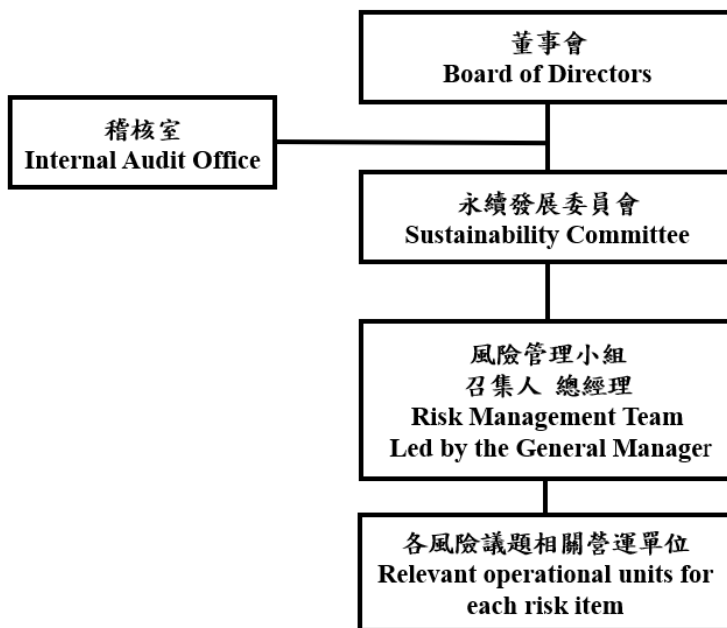 董事會
Board of Directors
稽核室
Internal Audit Office
永續發展委員會
Sustainability Committee
風險管理小組
召集人 總經理
Risk Management Team
Led by the General Manager
各風險議題相關營運單位
Relevant operational units for
each risk item